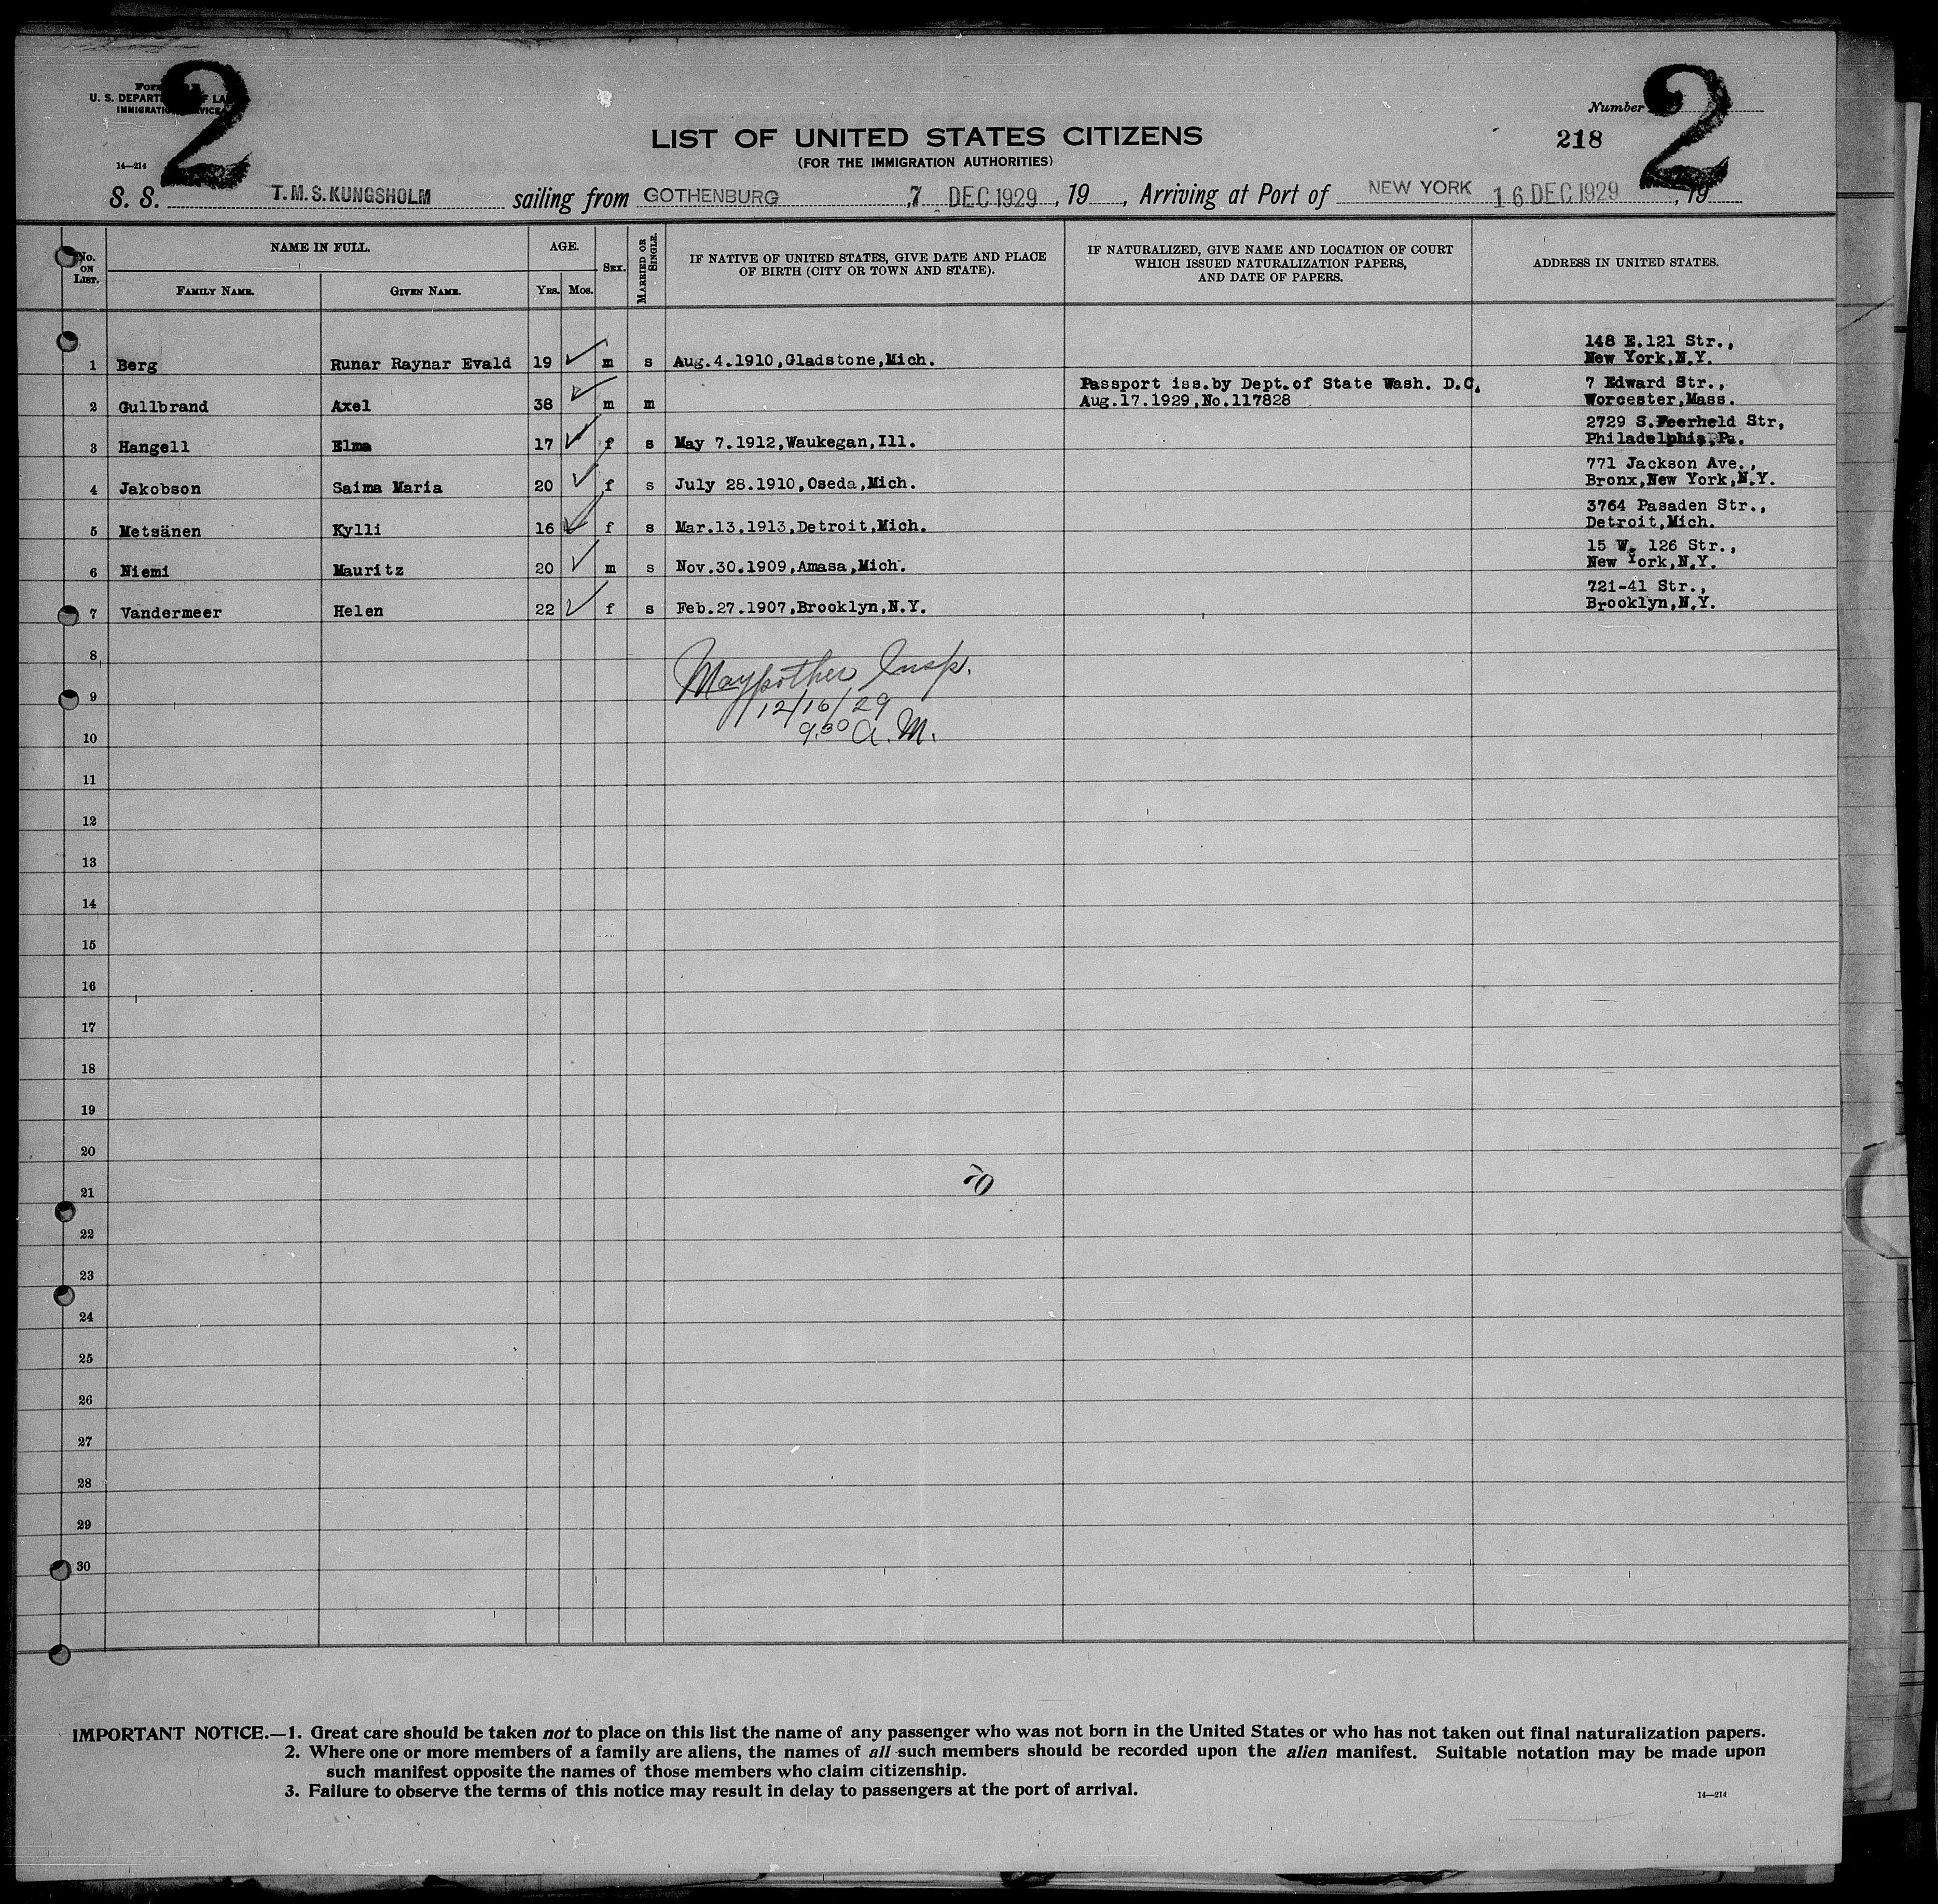 2
2
U. S. DEPART
IMMIGRATION SERVICE
Number
218
14—214
LIST OF UNITED STATES CITIZENS
(FOR THE IMMIGRATION AUTHORITIES)
S. S. T.M.S. KUNGSHOLM sailing from GOTHENBURG 7 DEC 1929, 19 , Arriving at Port of NEW YORK 16 DEC 1929, 19
No. ON LIST.
NAME IN FULL.
FAMILY NAME.
GIVEN NAME.
AGE.
YRS. MOS.
SEX.
MARRIED OR SINGLE.
IF NATIVE OF UNITED STATES, GIVE DATE AND PLACE
OF BIRTH (CITY OR TOWN AND STATE).
IF NATURALIZED, GIVE NAME AND LOCATION OF COURT
WHICH ISSUED NATURALIZATION PAPERS,
AND DATE OF PAPERS.
ADDRESS IN UNITED STATES.
148 E.121 Str.,
1 Berg Runar Raynar Evald 19 m s Aug.4.1910,Gladstone,Mich. New York,N.Y.
Passport iss.by Dept.of State Wash. D.C. 7 Edward Str.,
2 Gullbrand Axel 38 m m Aug.17.1929,No.117828 Worcester,Mass.
2729 S. Str,
3 Hangell Elma 17 f s May 7.1912,Waukegan,Ill. Philadelphia,Pa.
771 Jackson Ave.,
4 Jakobson Saima Maria 20 f s July 28.1910,Oseda,Mich. Bronx,New York,N.Y.
3764 Pasaden Str.,
5 Metsänen Kylli 16 f s Mar.13.1913,Detroit,Mich. Detroit,Mich.
15 W. 126 Str.,
6 Niemi Mauritz 20 m s Nov.30.1909,Amasa,Mich. New York,N.Y.
721-41 Str.,
7 Vandermeer Helen 22 f s Feb.27.1907,Brooklyn,N.Y. Brooklyn,N.Y.
8
Maypother Insp.
9
12/16/29
9.30 A.M.
10
11
12
13
14
15
16
17
18
19
20
70
21
22
23
24
25
26
27
28
29
30
IMPORTANT NOTICE.—1. Great care should be taken not to place on this list the name of any passenger who was not born in the United States or who has not taken out final naturalization papers.
2. Where one or more members of a family are aliens, the names of all such members should be recorded upon the alien manifest. Suitable notation may be made upon
such manifest opposite the names of those members who claim citizenship.
3. Failure to observe the terms of this notice may result in delay to passengers at the port of arrival.
14—214